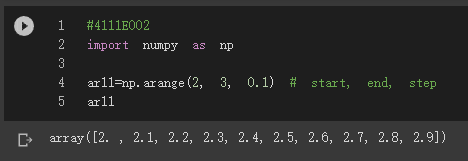 1 #4111E002
2 import numpy as np
3
4 ar11=np.arange(2, 3, 0.1) # start, end, step
5 ar11
array([2. , 2.1, 2.2, 2.3, 2.4, 2.5, 2.6, 2.7, 2.8, 2.9])